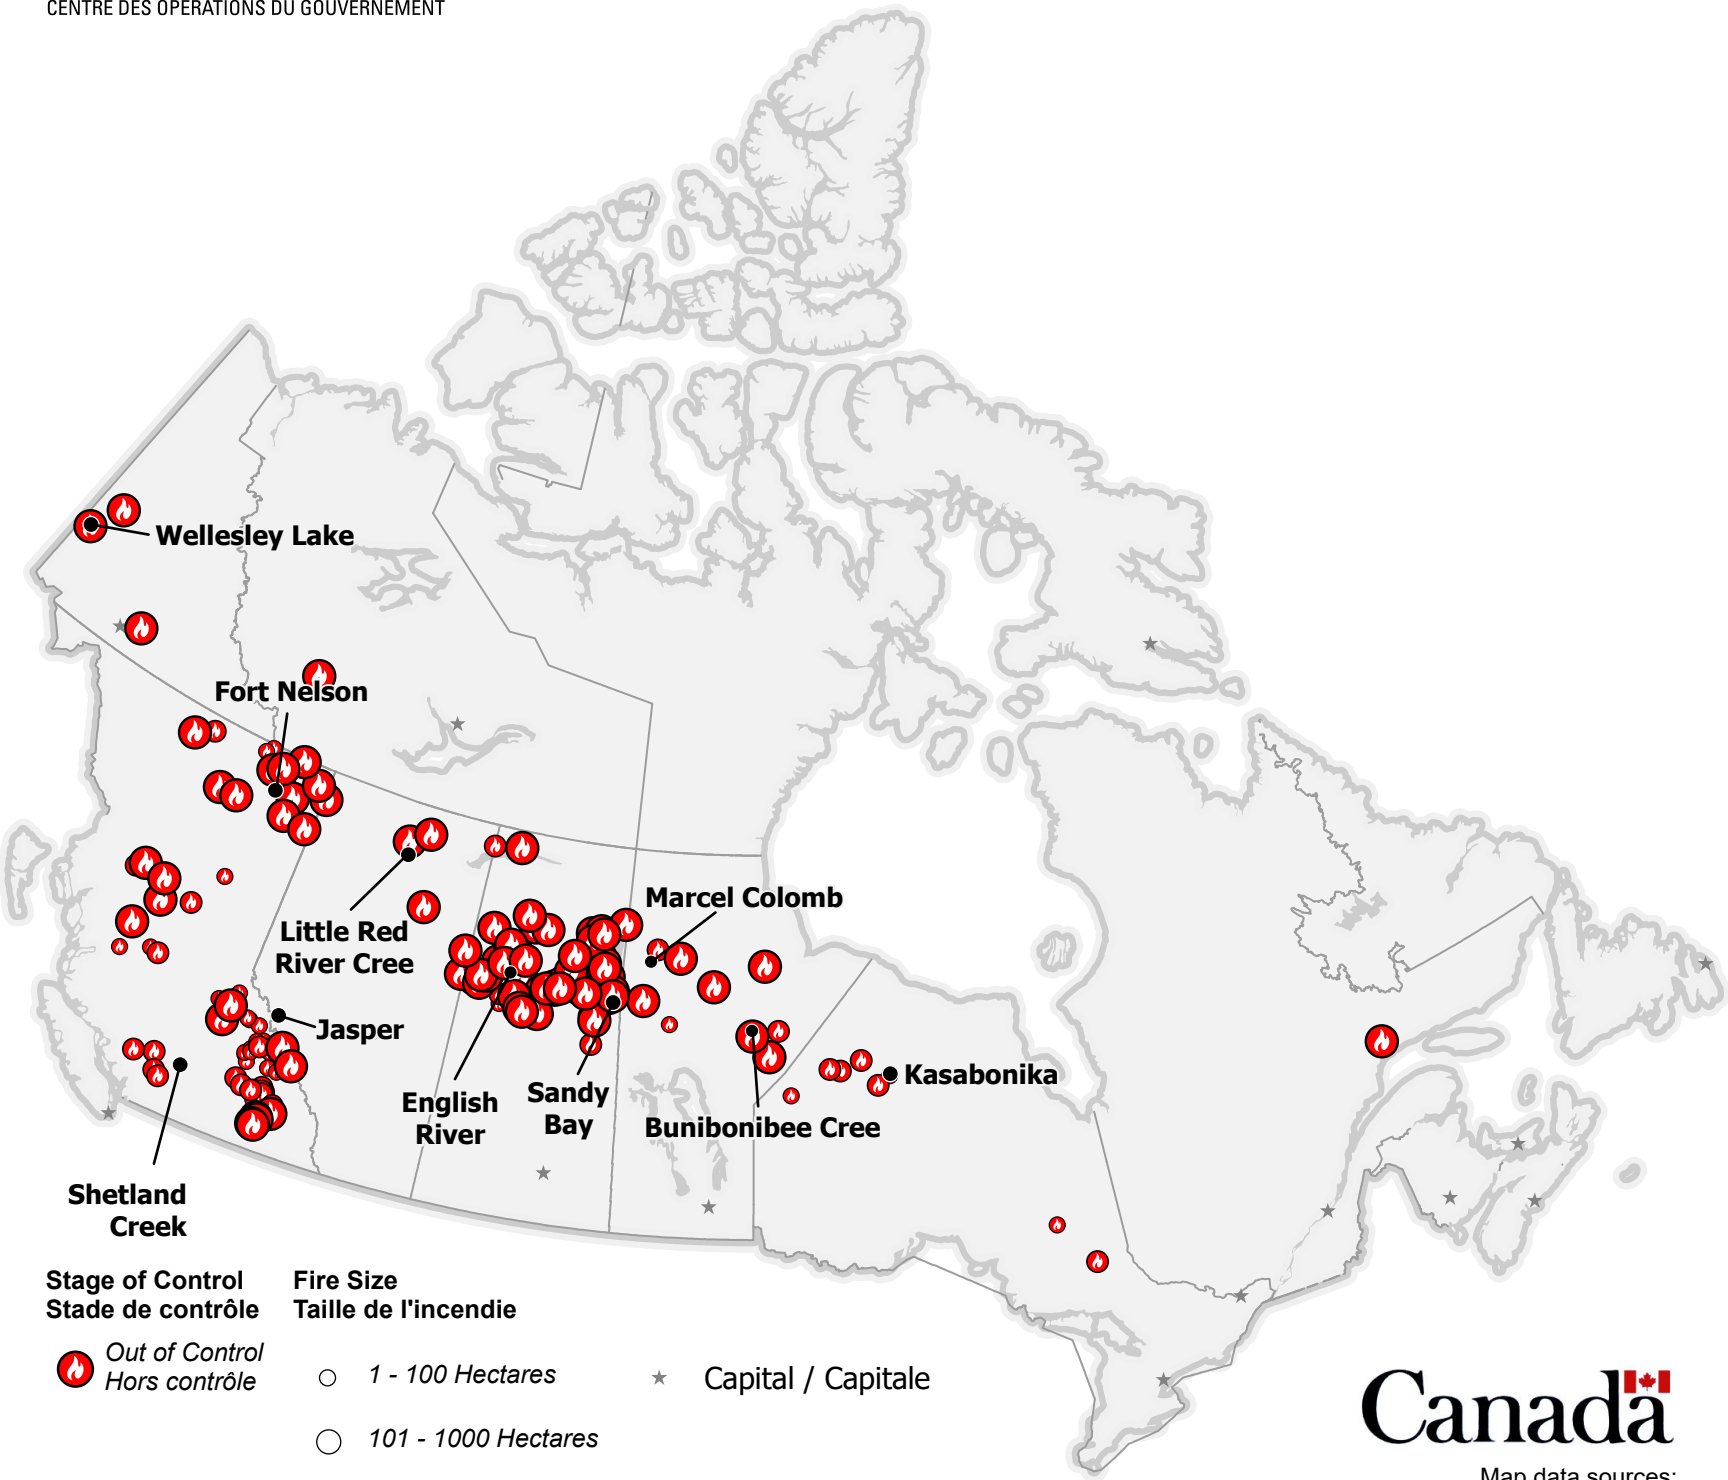 CENTRE DES OPÉRATIONS DU GOUVERNEMENT
Wellesley Lake
Fort Nelson
Marcel Colomb
Little Red
River Cree
Jasper
Kasabonika
English
River
Sandy
Bay
Bunibonibee Cree
Shetland
Creek
Stage of Control
Stade de contrôle
Fire Size
Taille de l'incendie
Out of Control
Hors contrôle
1 - 100 Hectares
101 - 1000 Hectares
Capital / Capitale
Canada
Map data sources: